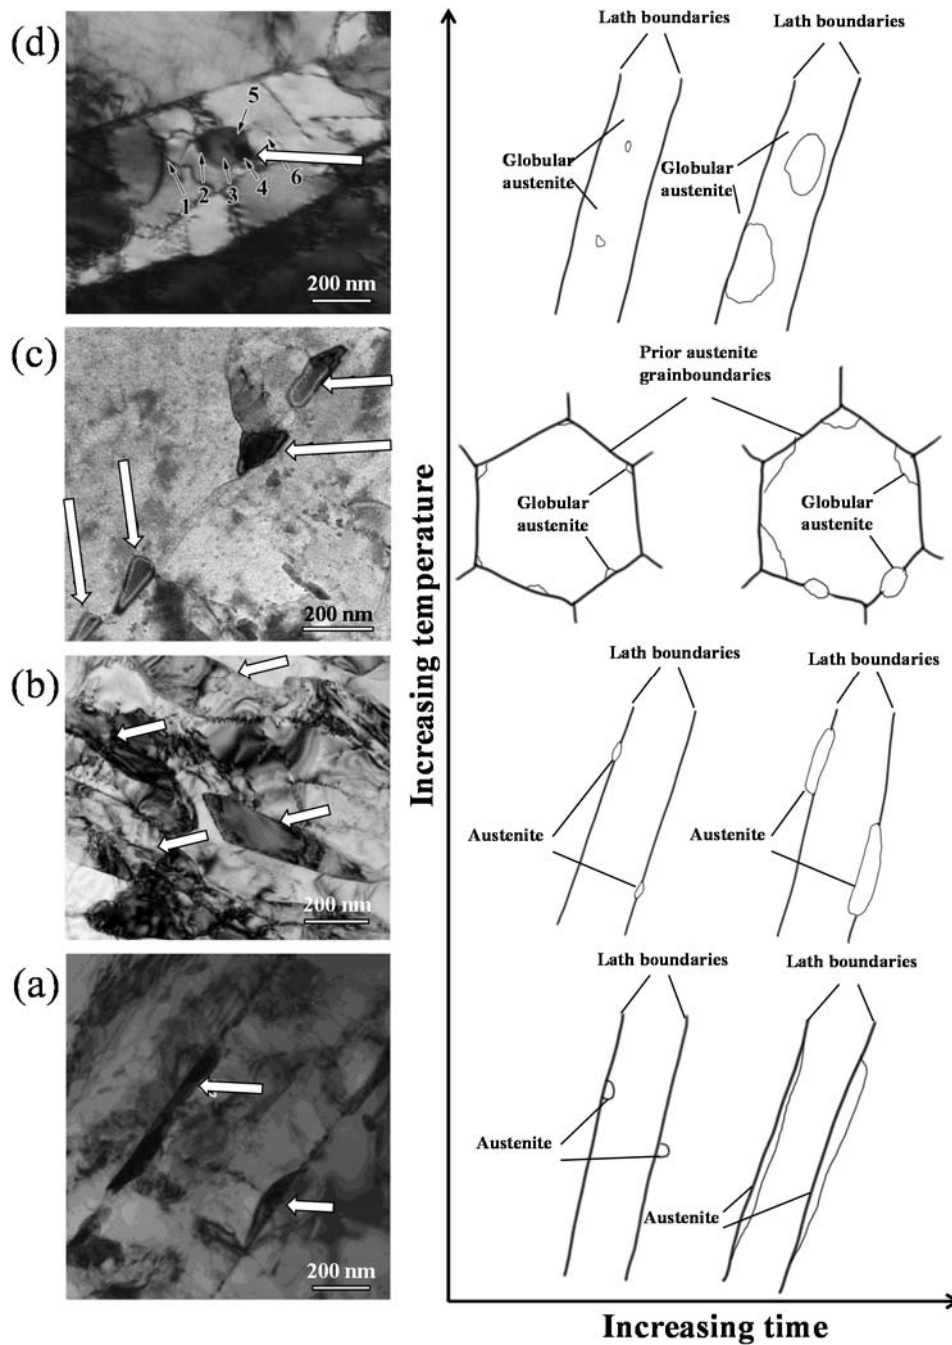 (d)
5
1
2
3
4
6
200 nm
(c)
200 nm
(b)
200 nm
(a)
200 nm
Increasing temperature
Lath boundaries
Lath boundaries
Globular
austenite
Globular
austenite
Prior austenite
grainboundaries
Globular
austenite
Globular
austenite
Lath boundaries
Lath boundaries
Austenite
Austenite
Lath boundaries
Lath boundaries
Austenite
Austenite
Increasing time